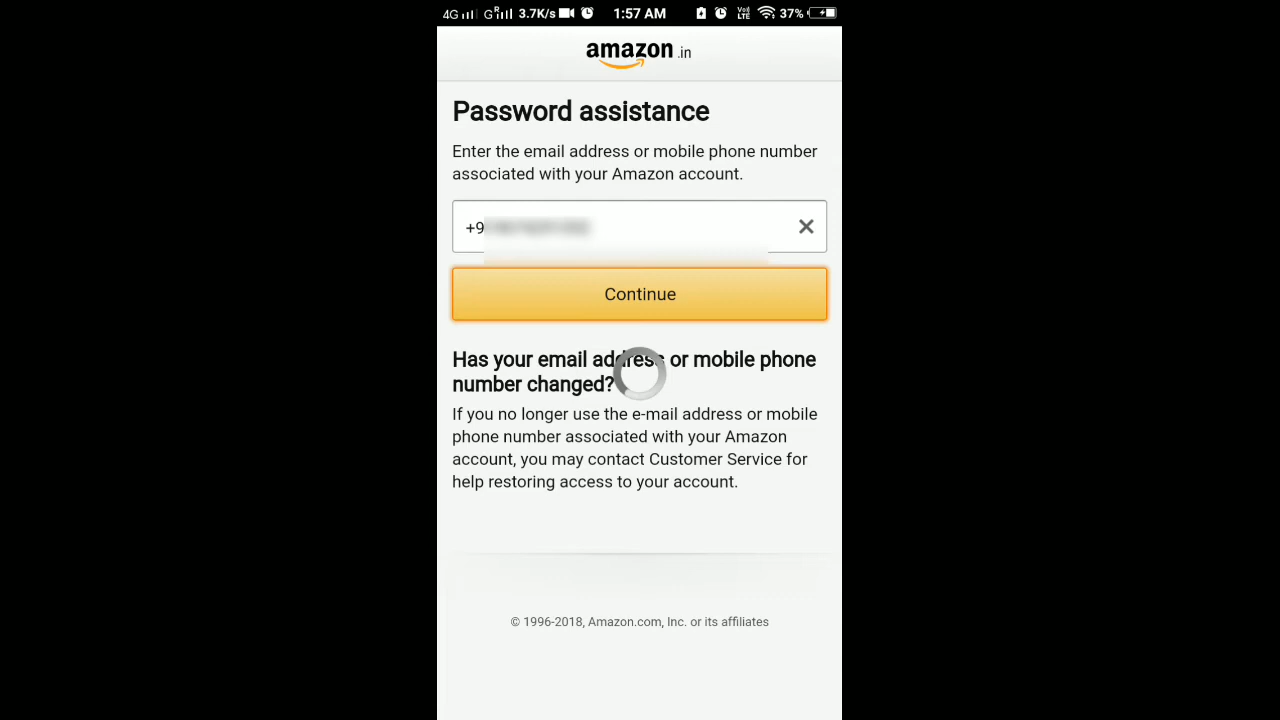 4G G R 3.7K/s 1:57 AM Vo) LTE 37%
amazon.in
Password assistance
Enter the email address or mobile phone number
associated with your Amazon account.
+9
Continue
Has your email address or mobile phone
number changed?
If you no longer use the e-mail address or mobile
phone number associated with your Amazon
account, you may contact Customer Service for
help restoring access to your account.
© 1996-2018, Amazon.com, Inc. or its affiliates